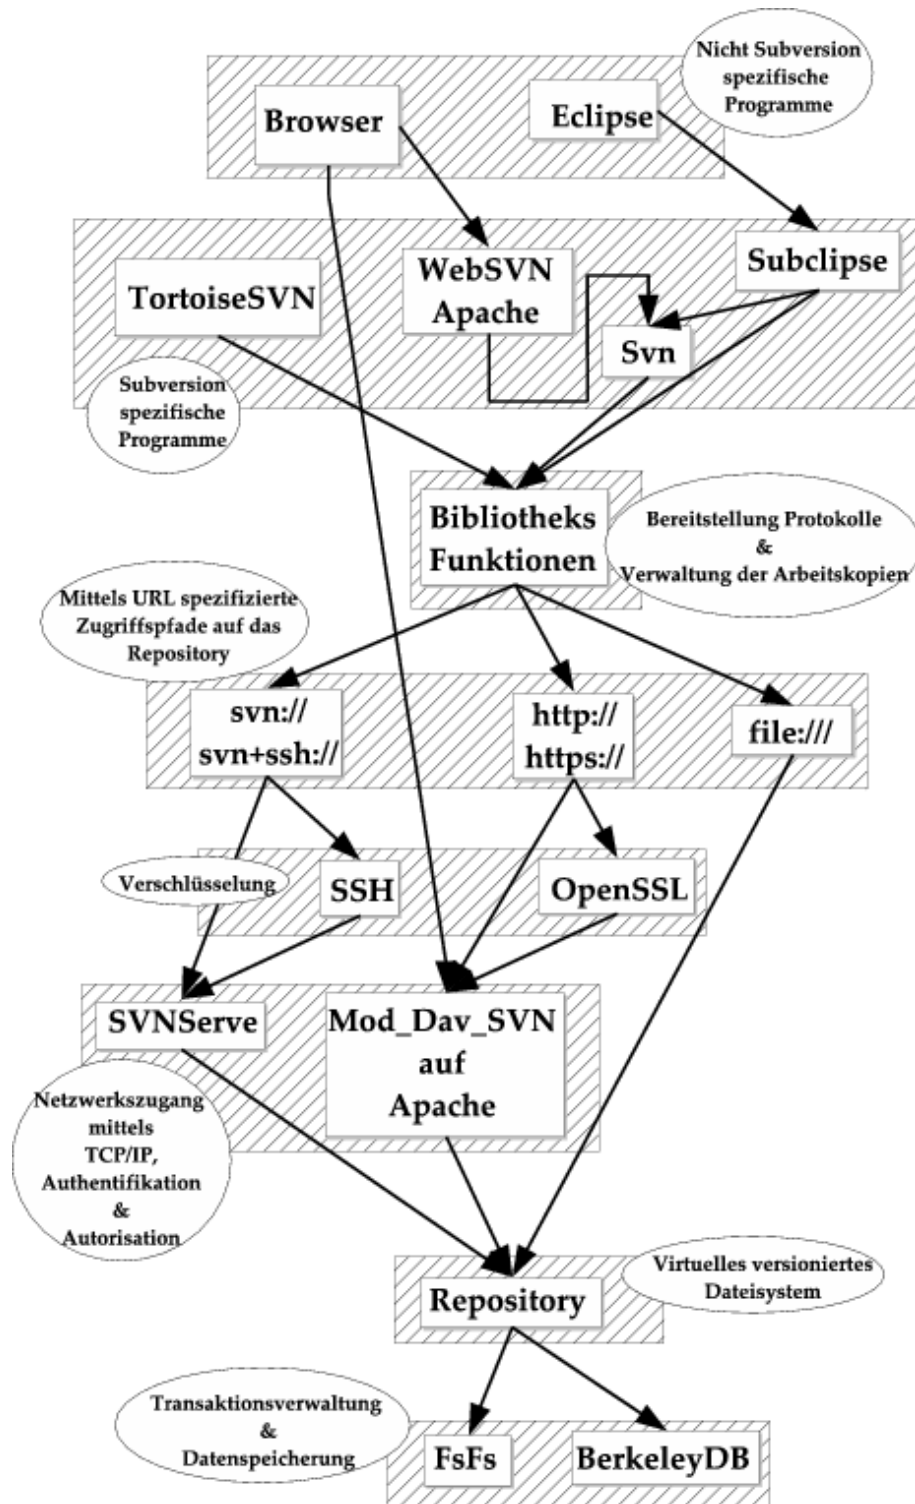 Nicht Subversion
spezifische
Programme
Browser
Eclipse
TortoiseSVN
WebSVN
Apache
Subclipse
Svn
Subversion
spezifische
Programme
Bibliotheks
Funktionen
Bereitstellung Protokolle
&
Verwaltung der Arbeitskopien
Mittels URL spezifizierte
Zugriffspfade auf das
Repository
svn://
svn+ssh://
http://
https://
file:///
Verschlüsselung
SSH
OpenSSL
SVNServe
Mod_Dav_SVN
auf
Apache
Netzwerkszugang
mittels
TCP/IP,
Authentifikation
&
Autorisation
Repository
Virtuelles versioniertes
Dateisystem
Transaktionsverwaltung
&
Datenspeicherung
FsFs
BerkeleyDB